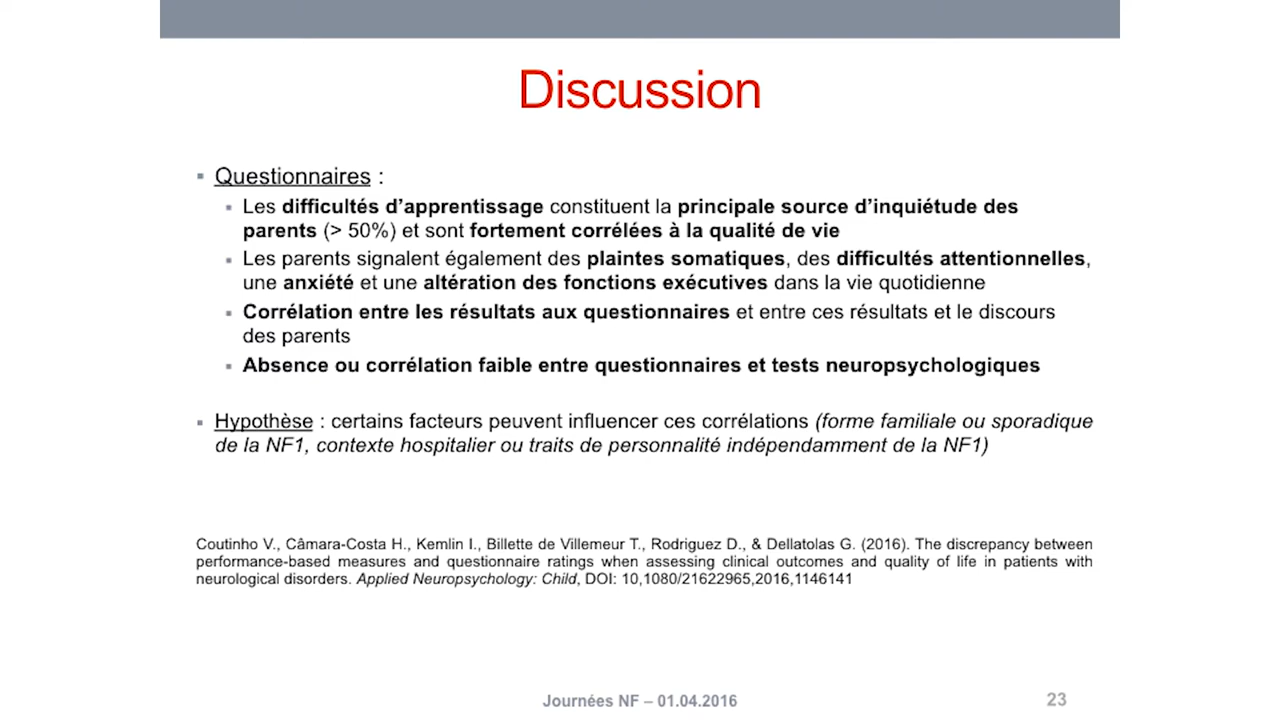 Discussion
Questionnaires :
Les difficultés d'apprentissage constituent la principale source d'inquiétude des
parents (> 50%) et sont fortement corrélées à la qualité de vie
Les parents signalent également des plaintes somatiques, des difficultés attentionnelles,
une anxiété et une altération des fonctions exécutives dans la vie quotidienne
Corrélation entre les résultats aux questionnaires et entre ces résultats et le discours
des parents
Absence ou corrélation faible entre questionnaires et tests neuropsychologiques
Hypothèse : certains facteurs peuvent influencer ces corrélations (forme familiale ou sporadique
de la NF1, contexte hospitalier ou traits de personnalité indépendamment de la NF1)
Coutinho V., Câmara-Costa H., Kemlin I., Billette de Villemeur T., Rodriguez D., & Dellatolas G. (2016). The discrepancy between
performance-based measures and questionnaire ratings when assessing clinical outcomes and quality of life in patients with
neurological disorders. Applied Neuropsychology: Child, DOI: 10,1080/21622965,2016,1146141
Journées NF – 01.04.2016
23